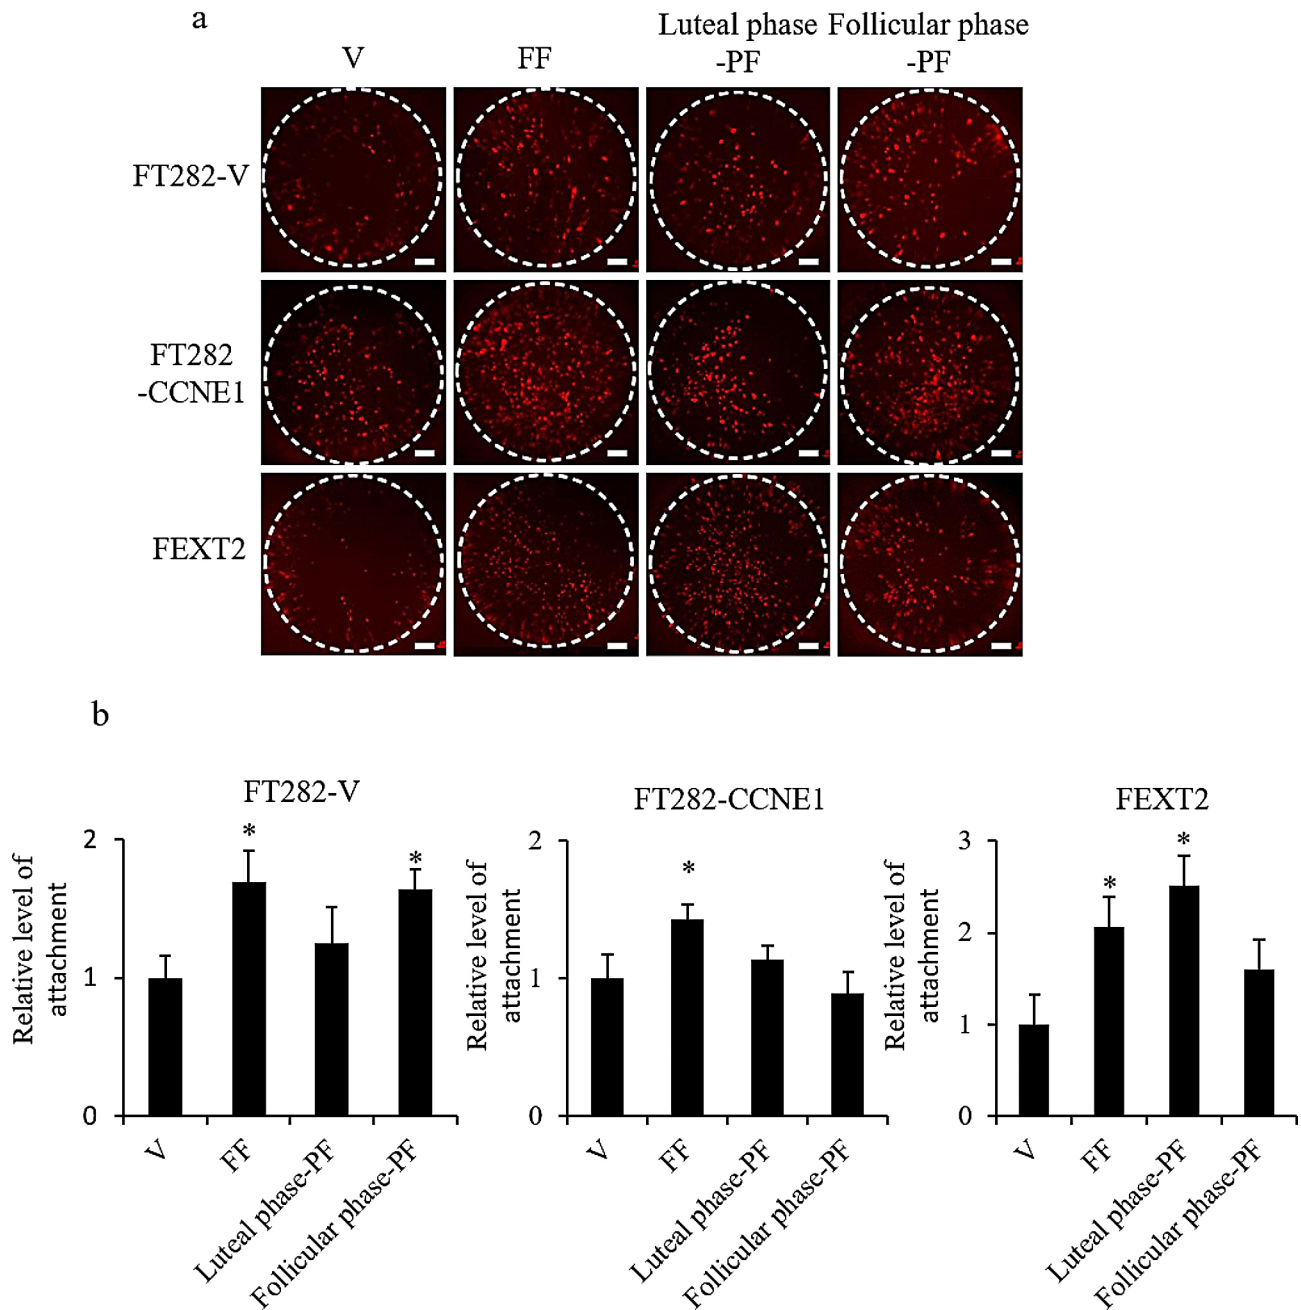 a
V
FF
Luteal phase
-PF
Follicular phase
-PF
FT282-V
FT282
-CCNE1
FEXT2
b
FT282-V
Relative level of
attachment
2
1
0
*
*
V
FF
Luteal phase-PF
Follicular phase-PF
FT282-CCNE1
Relative level of
attachment
2
1
0
*
V
FF
Luteal phase-PF
Follicular phase-PF
FEXT2
Relative level of
attachment
3
2
1
0
*
*
V
FF
Luteal phase-PF
Follicular phase-PF